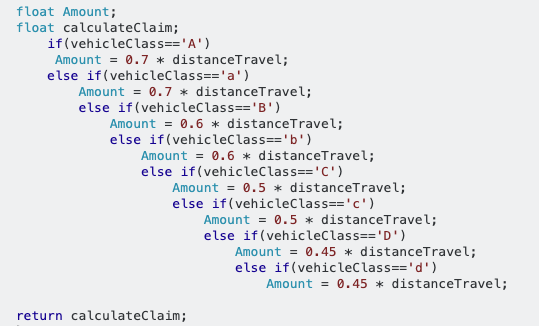 float Amount;
float calculateClaim;
if(vehicleClass=='A')
Amount = 0.7 * distanceTravel;
else if(vehicleClass=='a')
Amount = 0.7 * distanceTravel;
else if(vehicleClass=='B')
Amount = 0.6 * distanceTravel;
else if(vehicleClass=='b')
Amount = 0.6 * distanceTravel;
else if(vehicleClass=='C')
Amount = 0.5 * distanceTravel;
else if(vehicleClass=='c')
Amount = 0.5 * distanceTravel;
else if(vehicleClass=='D')
Amount = 0.45 * distanceTravel;
else if(vehicleClass=='d')
Amount = 0.45 * distanceTravel;
return calculateClaim;